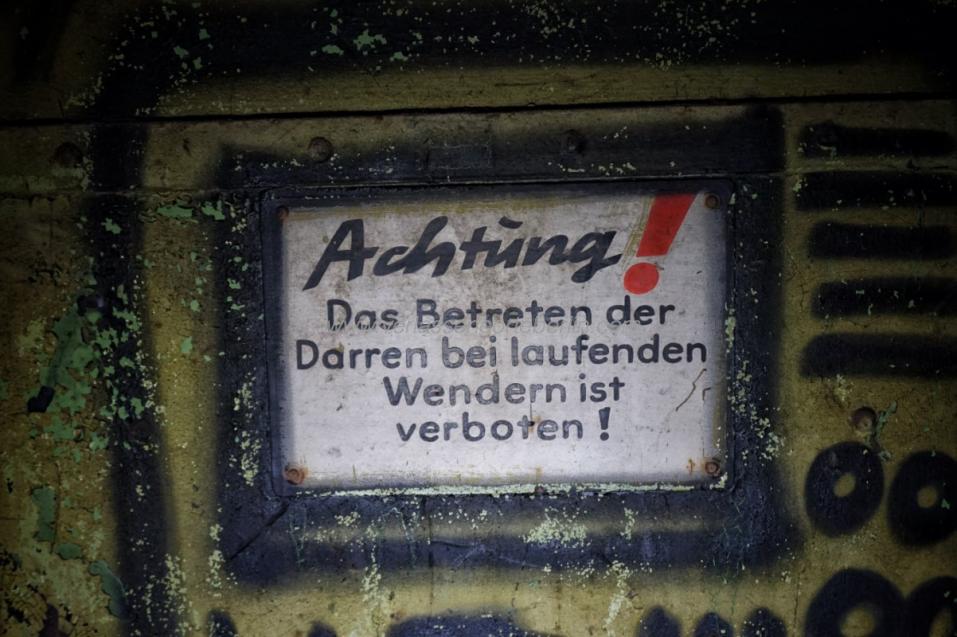 Achtung!
Das Betreten der
Darren bei laufenden
Wendern ist
verboten!